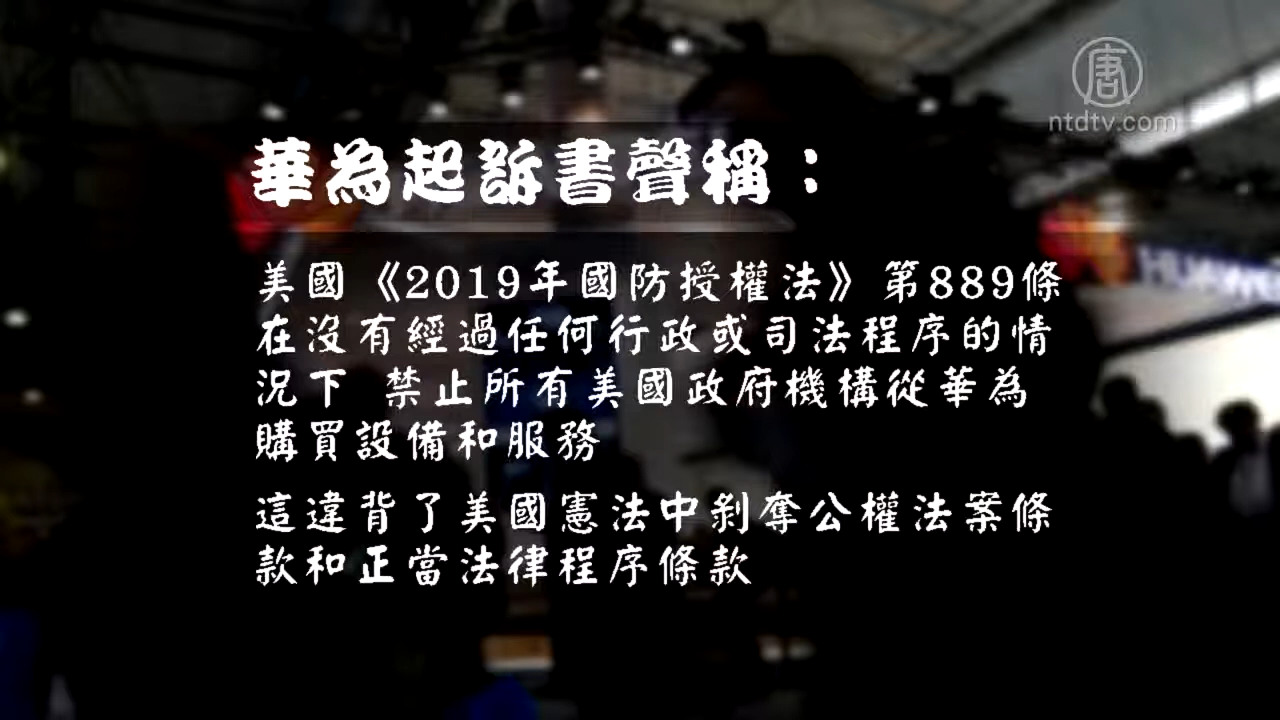 唐
ntdtv.com
華為起訴書聲稱：
美國《2019年國防授權法》第889條
在沒有經過任何行政或司法程序的情
況下 禁止所有美國政府機構從華為
購買設備和服務
這違背了美國憲法中剝奪公權法案條
款和正當法律程序條款
HUAWEI